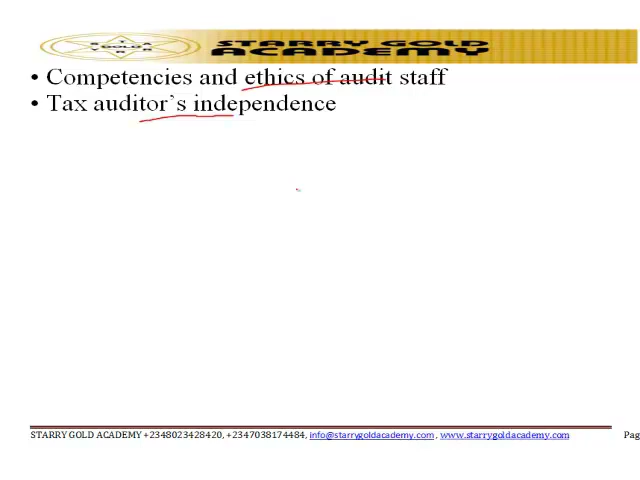 STARRY GOLD
ACADEMY
• Competencies and ethics of audit staff
• Tax auditor’s independence
STARRY GOLD ACADEMY +2348023428420, +2347038174484, info@starrygoldacademy.com , www.starrygoldacademy.com Pag